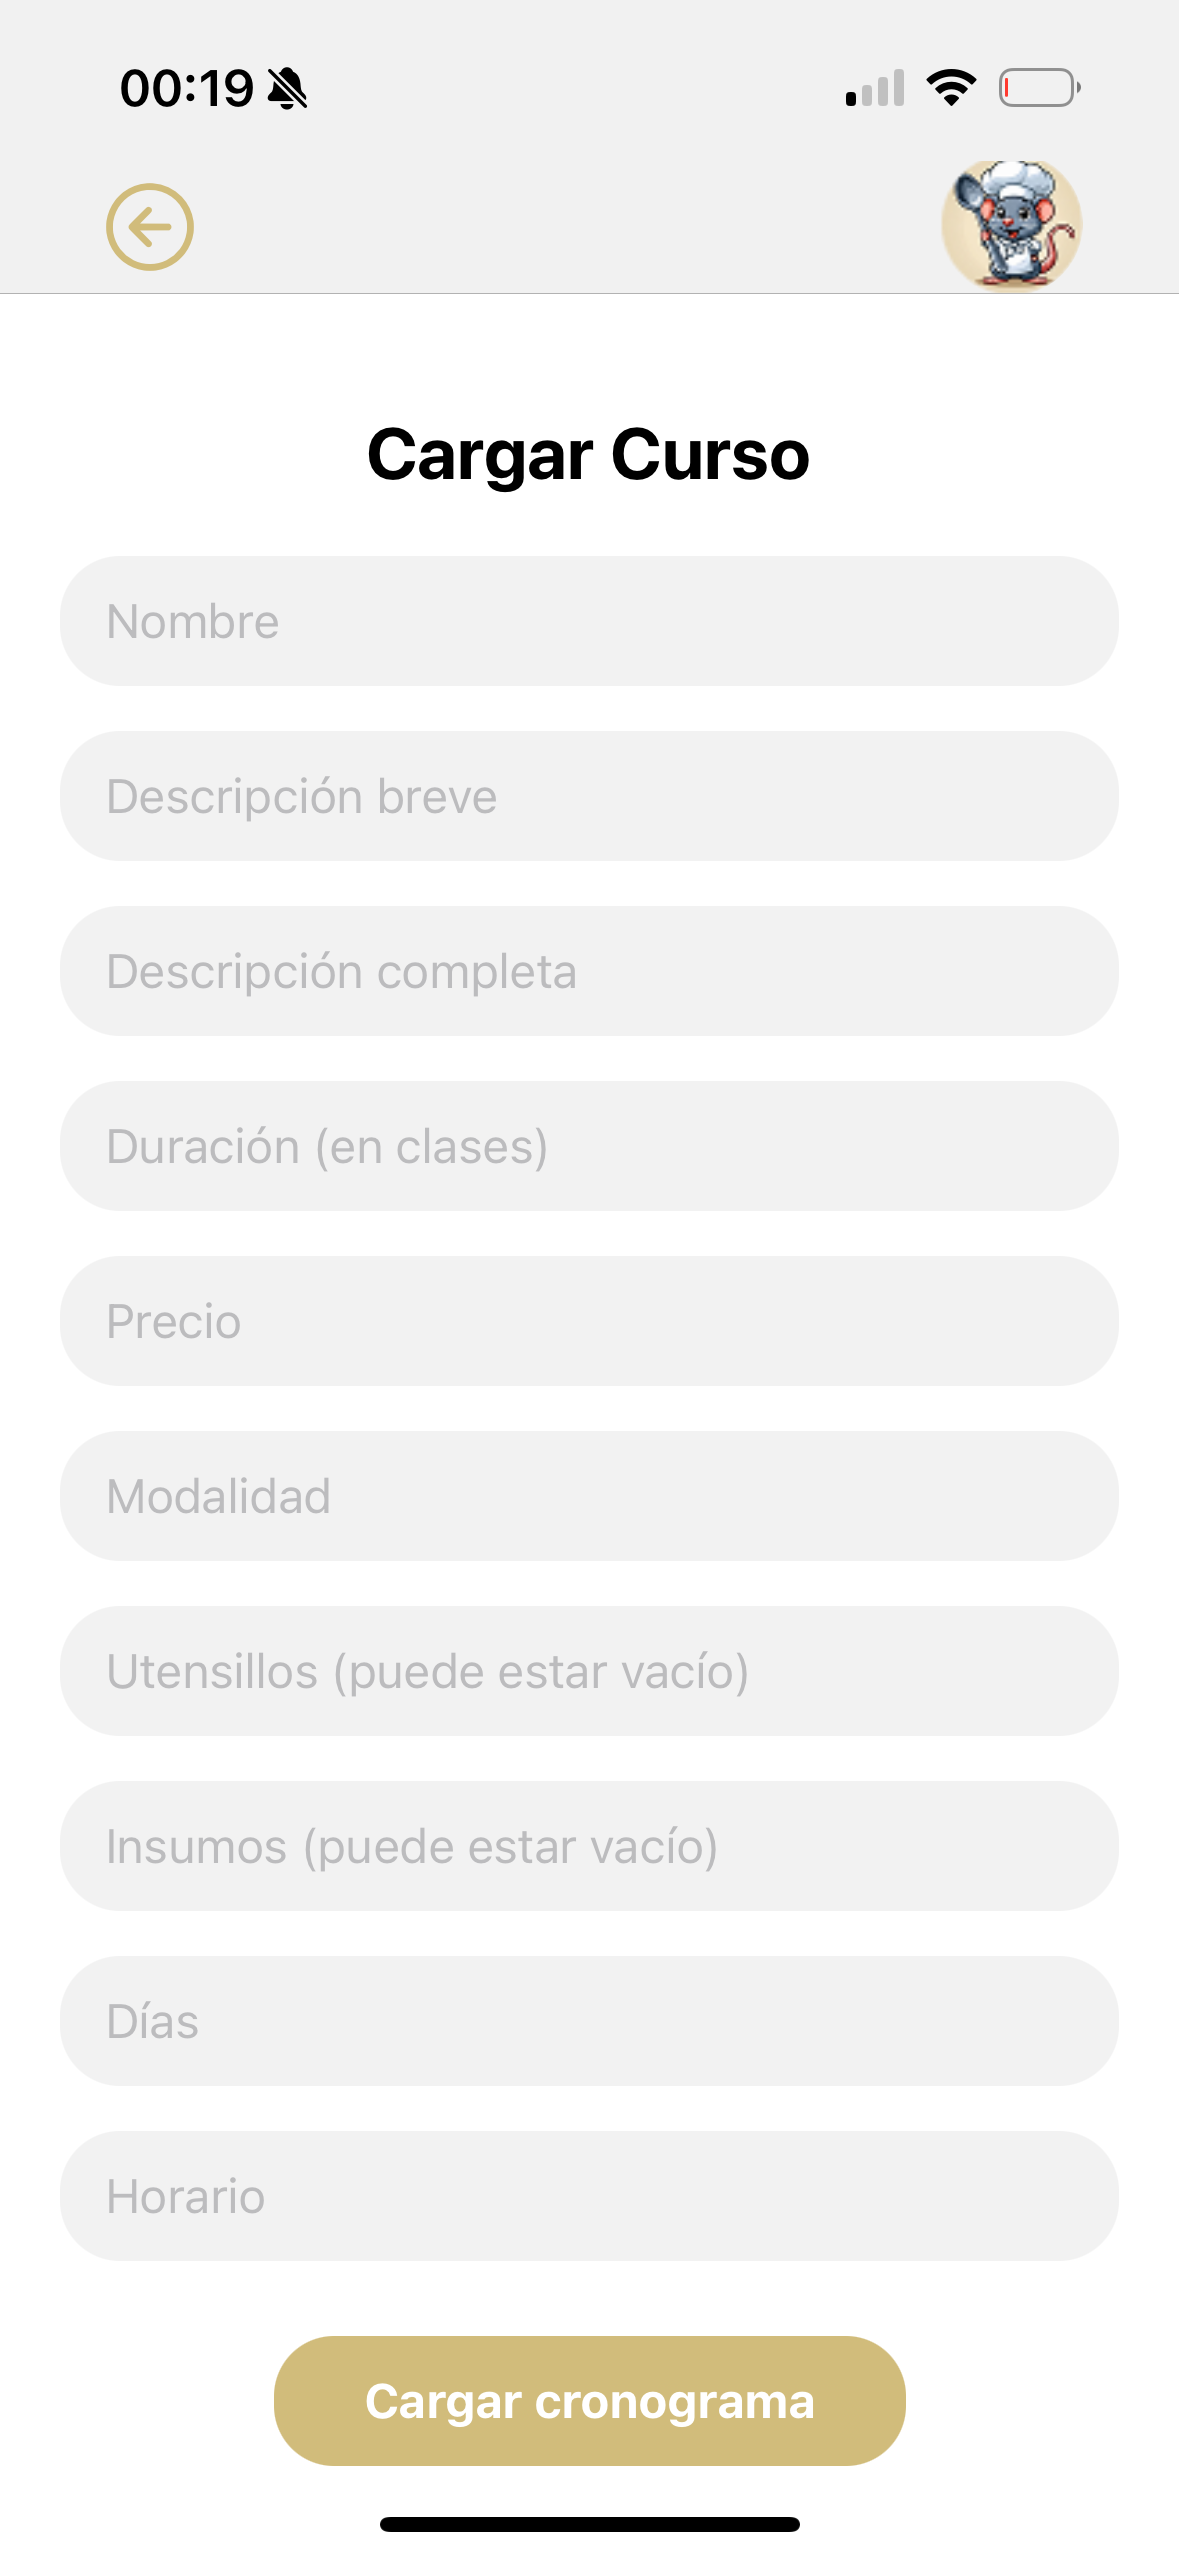 00:19
Cargar Curso
Nombre
Descripción breve
Descripción completa
Duración (en clases)
Precio
Modalidad
Utensillos (puede estar vacío)
Insumos (puede estar vacío)
Días
Horario
Cargar cronograma